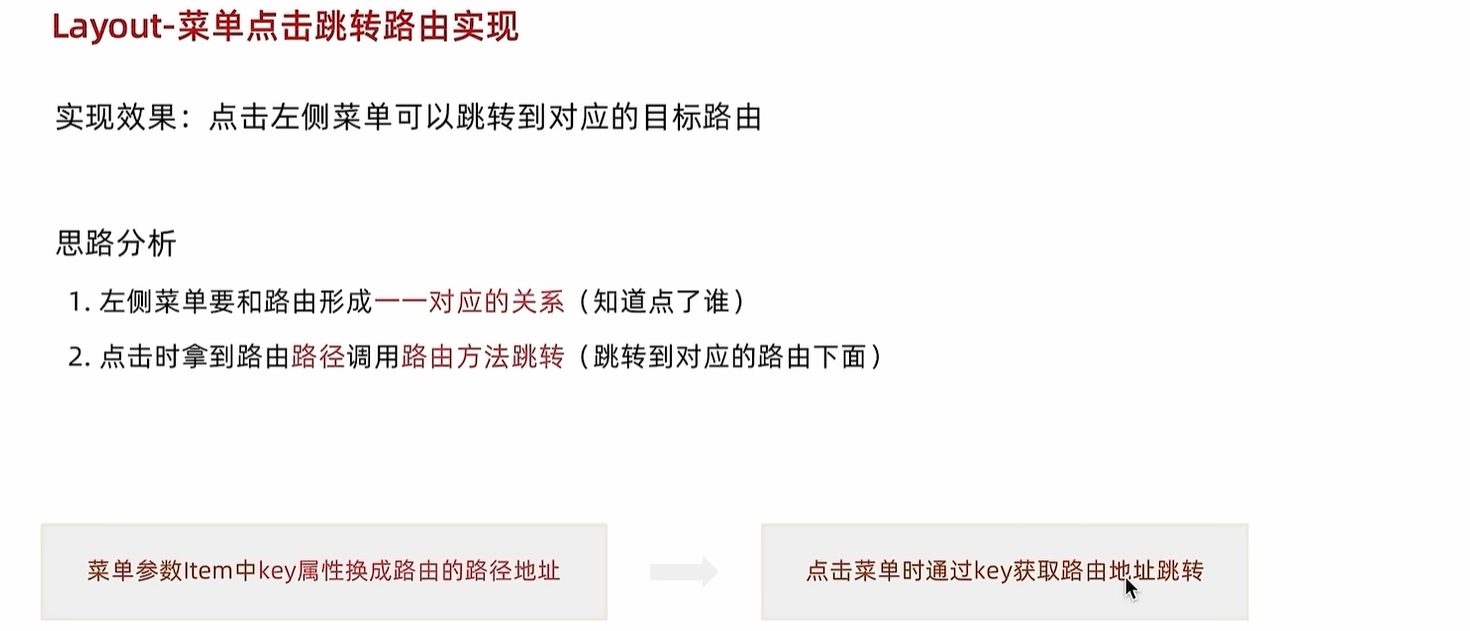 Layout-菜单点击跳转路由实现
实现效果：点击左侧菜单可以跳转到对应的目标路由
思路分析
1. 左侧菜单要和路由形成一一对应的关系（知道点了谁）
2. 点击时拿到路由路径调用路由方法跳转（跳转到对应的路由下面）
菜单参数Item中key属性换成路由的路径地址
点击菜单时通过key获取路由地址跳转